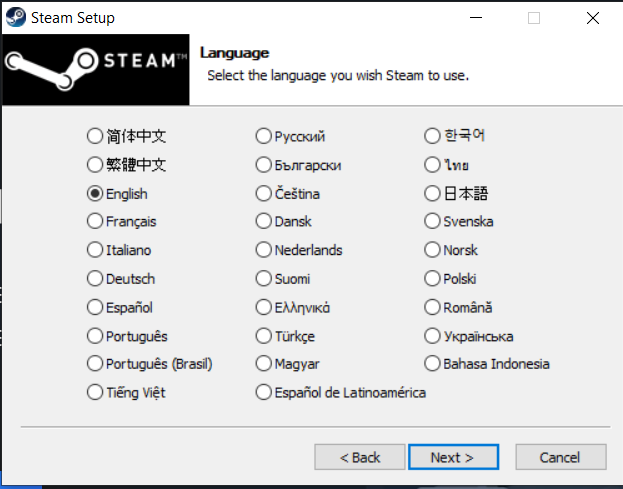 Steam Setup
STEAM™
Language
Select the language you wish Steam to use.
简体中文 Русский 한국어
繁體中文 Български ไทย
English Čeština 日本語
Français Dansk Svenska
Italiano Nederlands Norsk
Deutsch Suomi Polski
Español Ελληνικά Română
Português Türkçe Українська
Português (Brasil) Magyar Bahasa Indonesia
Tiếng Việt Español de Latinoamérica
< Back Next > Cancel